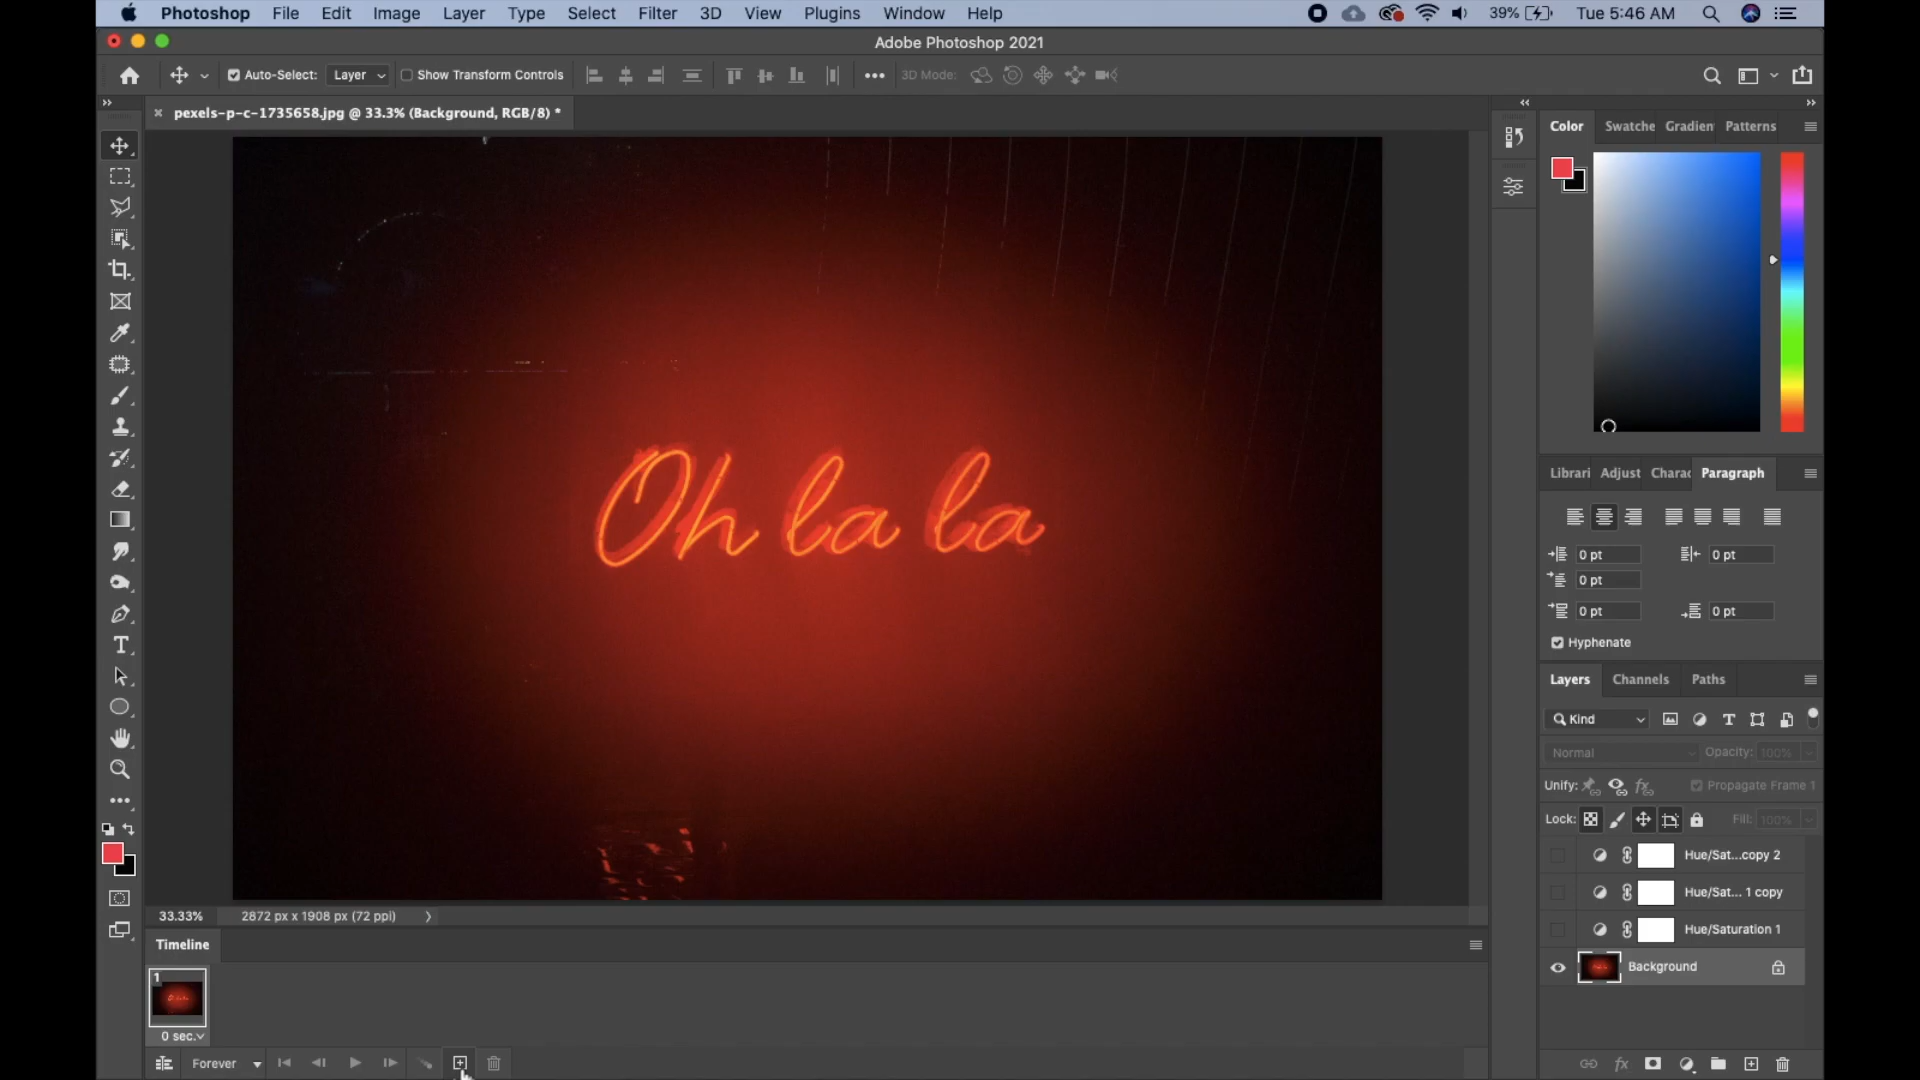 Photoshop File Edit Image Layer Type Select Filter 3D View Plugins Window Help 39% Tue 5:46 AM
Adobe Photoshop 2021
Auto-Select: Layer Show Transform Controls 3D Mode:
pexels-p-c-1735658.jpg @ 33.3% (Background, RGB/8) *
Color Swatche Gradien Patterns
Oh la la
Librari Adjust Charac Paragraph
0 pt 0 pt
0 pt
0 pt 0 pt
Hyphenate
Layers Channels Paths
Kind
Normal Opacity: 100%
Unify: Propagate Frame 1
Lock: Fill: 100%
Hue/Sat...copy 2
Hue/Sat... 1 copy
Hue/Saturation 1
Background
33.33% 2872 px x 1908 px (72 ppi)
Timeline
1
0 sec.
Forever